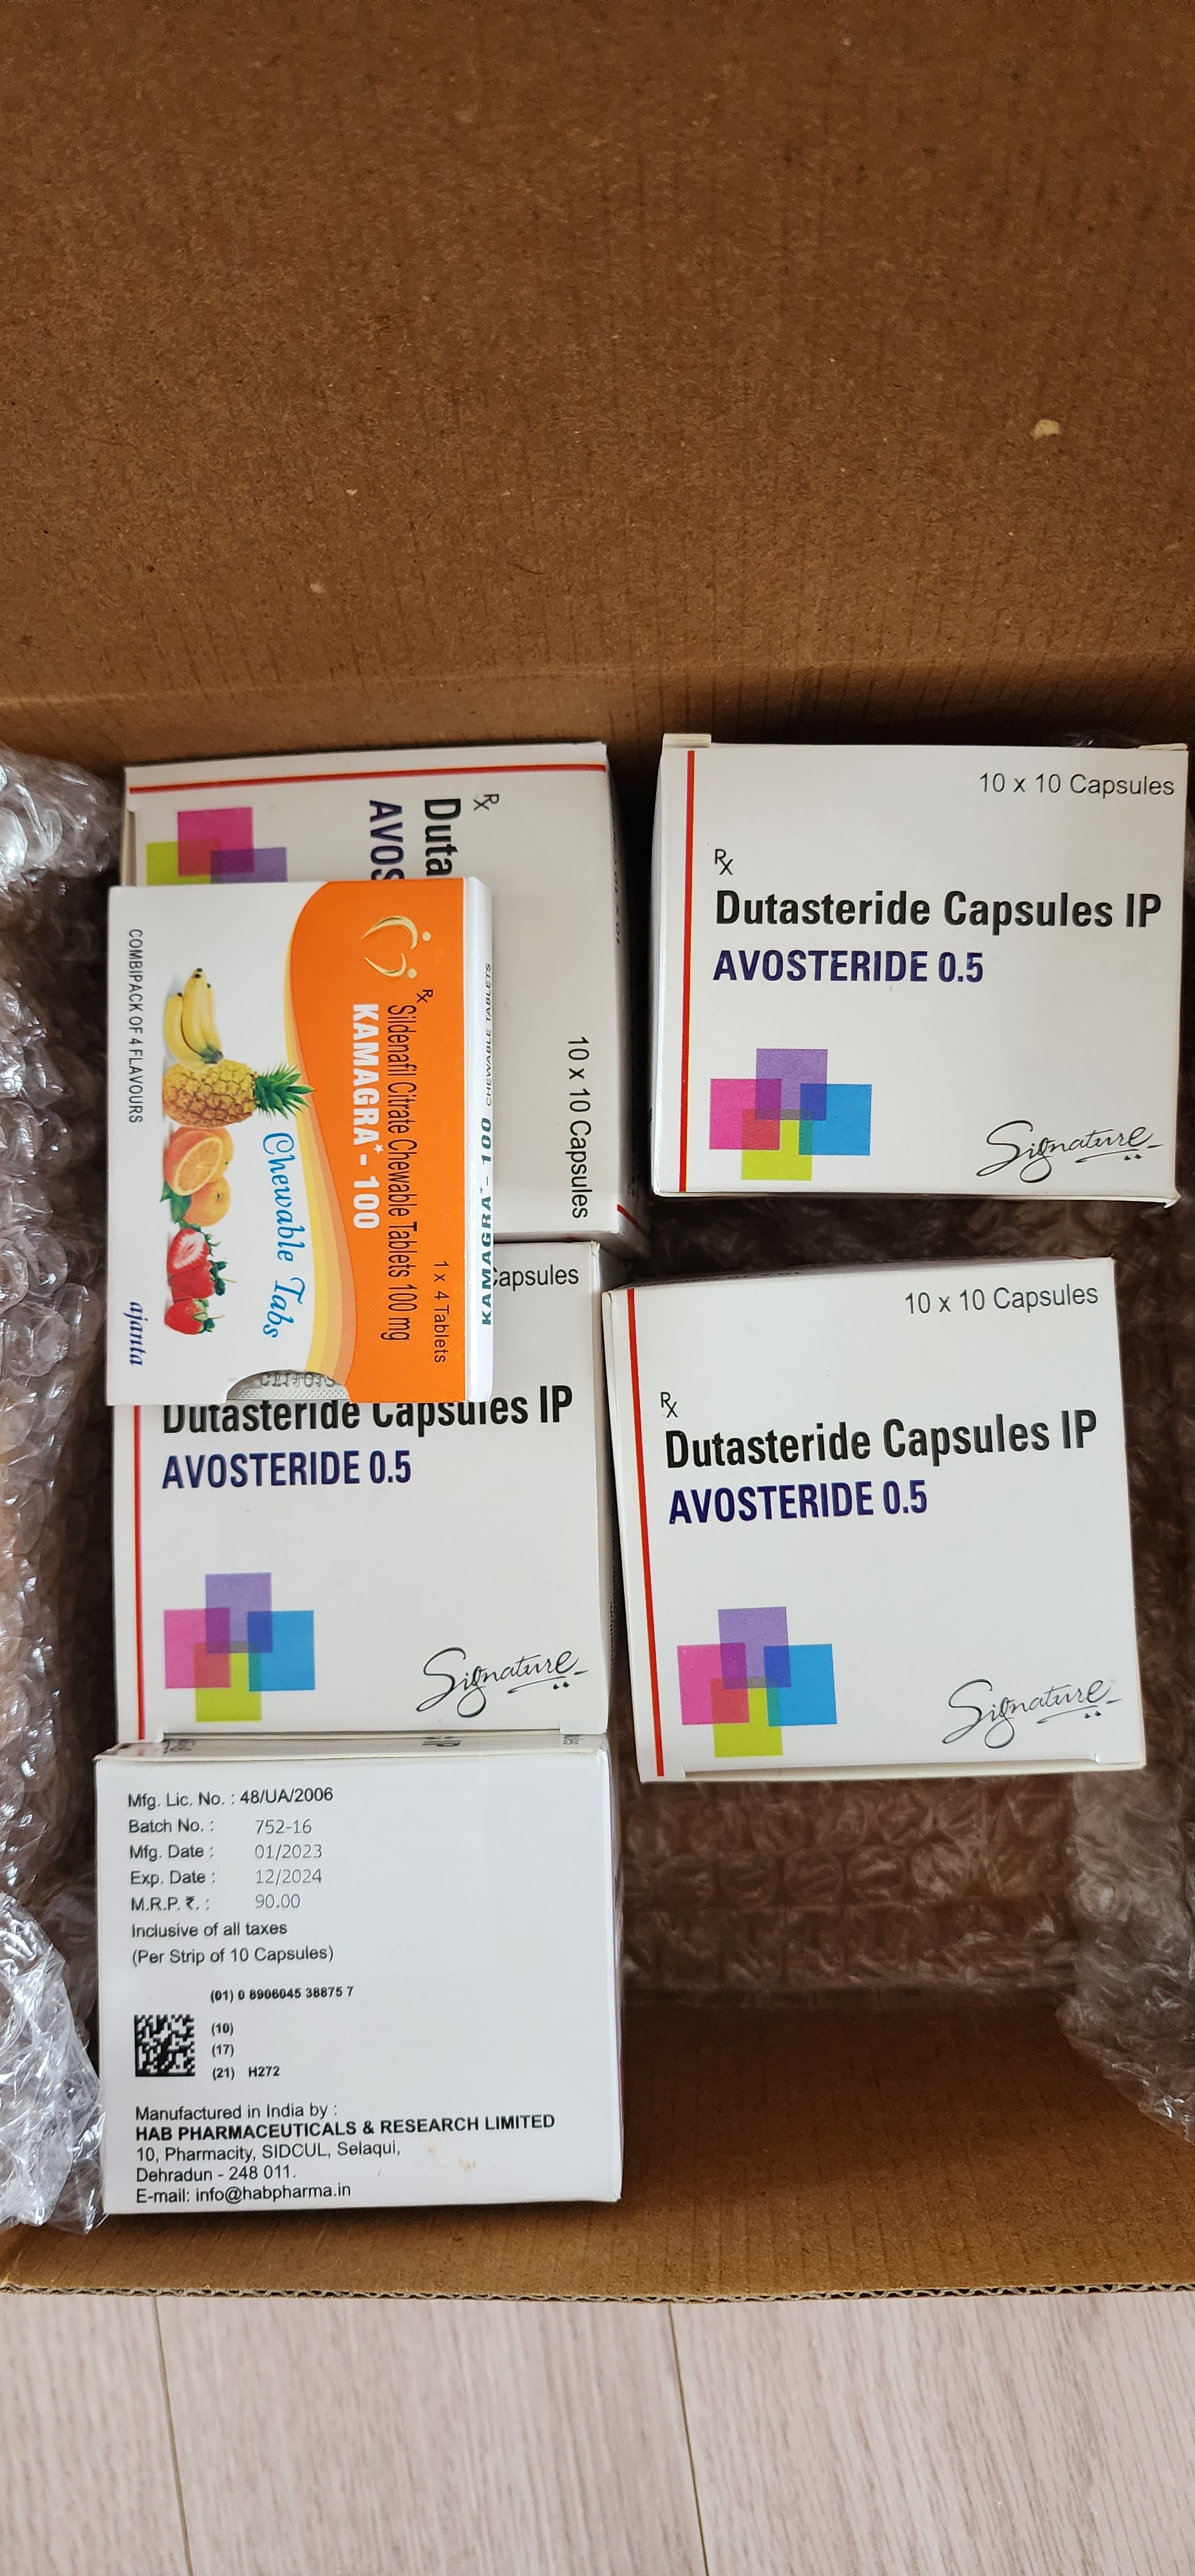 Rx
Duta
AVOS
10 x 10 Capsules
10 x 10 Capsules
Rx
Dutasteride Capsules IP
AVOSTERIDE 0.5
Signature
Rx
Sildenafil Citrate Chewable Tablets 100 mg
KAMAGRA* - 100
1 x 4 Tablets
Chewable Tabs
COMBIPACK OF 4 FLAVOURS
ajanta
KAMAGRA* - 100 CHEWABLE TABLETS
Capsules
Dutasteride Capsules IP
AVOSTERIDE 0.5
Signature
10 x 10 Capsules
Rx
Dutasteride Capsules IP
AVOSTERIDE 0.5
Signature
Mfg. Lic. No. : 48/UA/2006
Batch No. : 752-16
Mfg. Date : 01/2023
Exp. Date : 12/2024
M.R.P. ₹. : 90.00
Inclusive of all taxes
(Per Strip of 10 Capsules)
(01) 0 8906045 38875 7
(10)
(17)
(21) H272
Manufactured in India by :
HAB PHARMACEUTICALS & RESEARCH LIMITED
10, Pharmacity, SIDCUL, Selaqui,
Dehradun - 248 011.
E-mail: info@habpharma.in